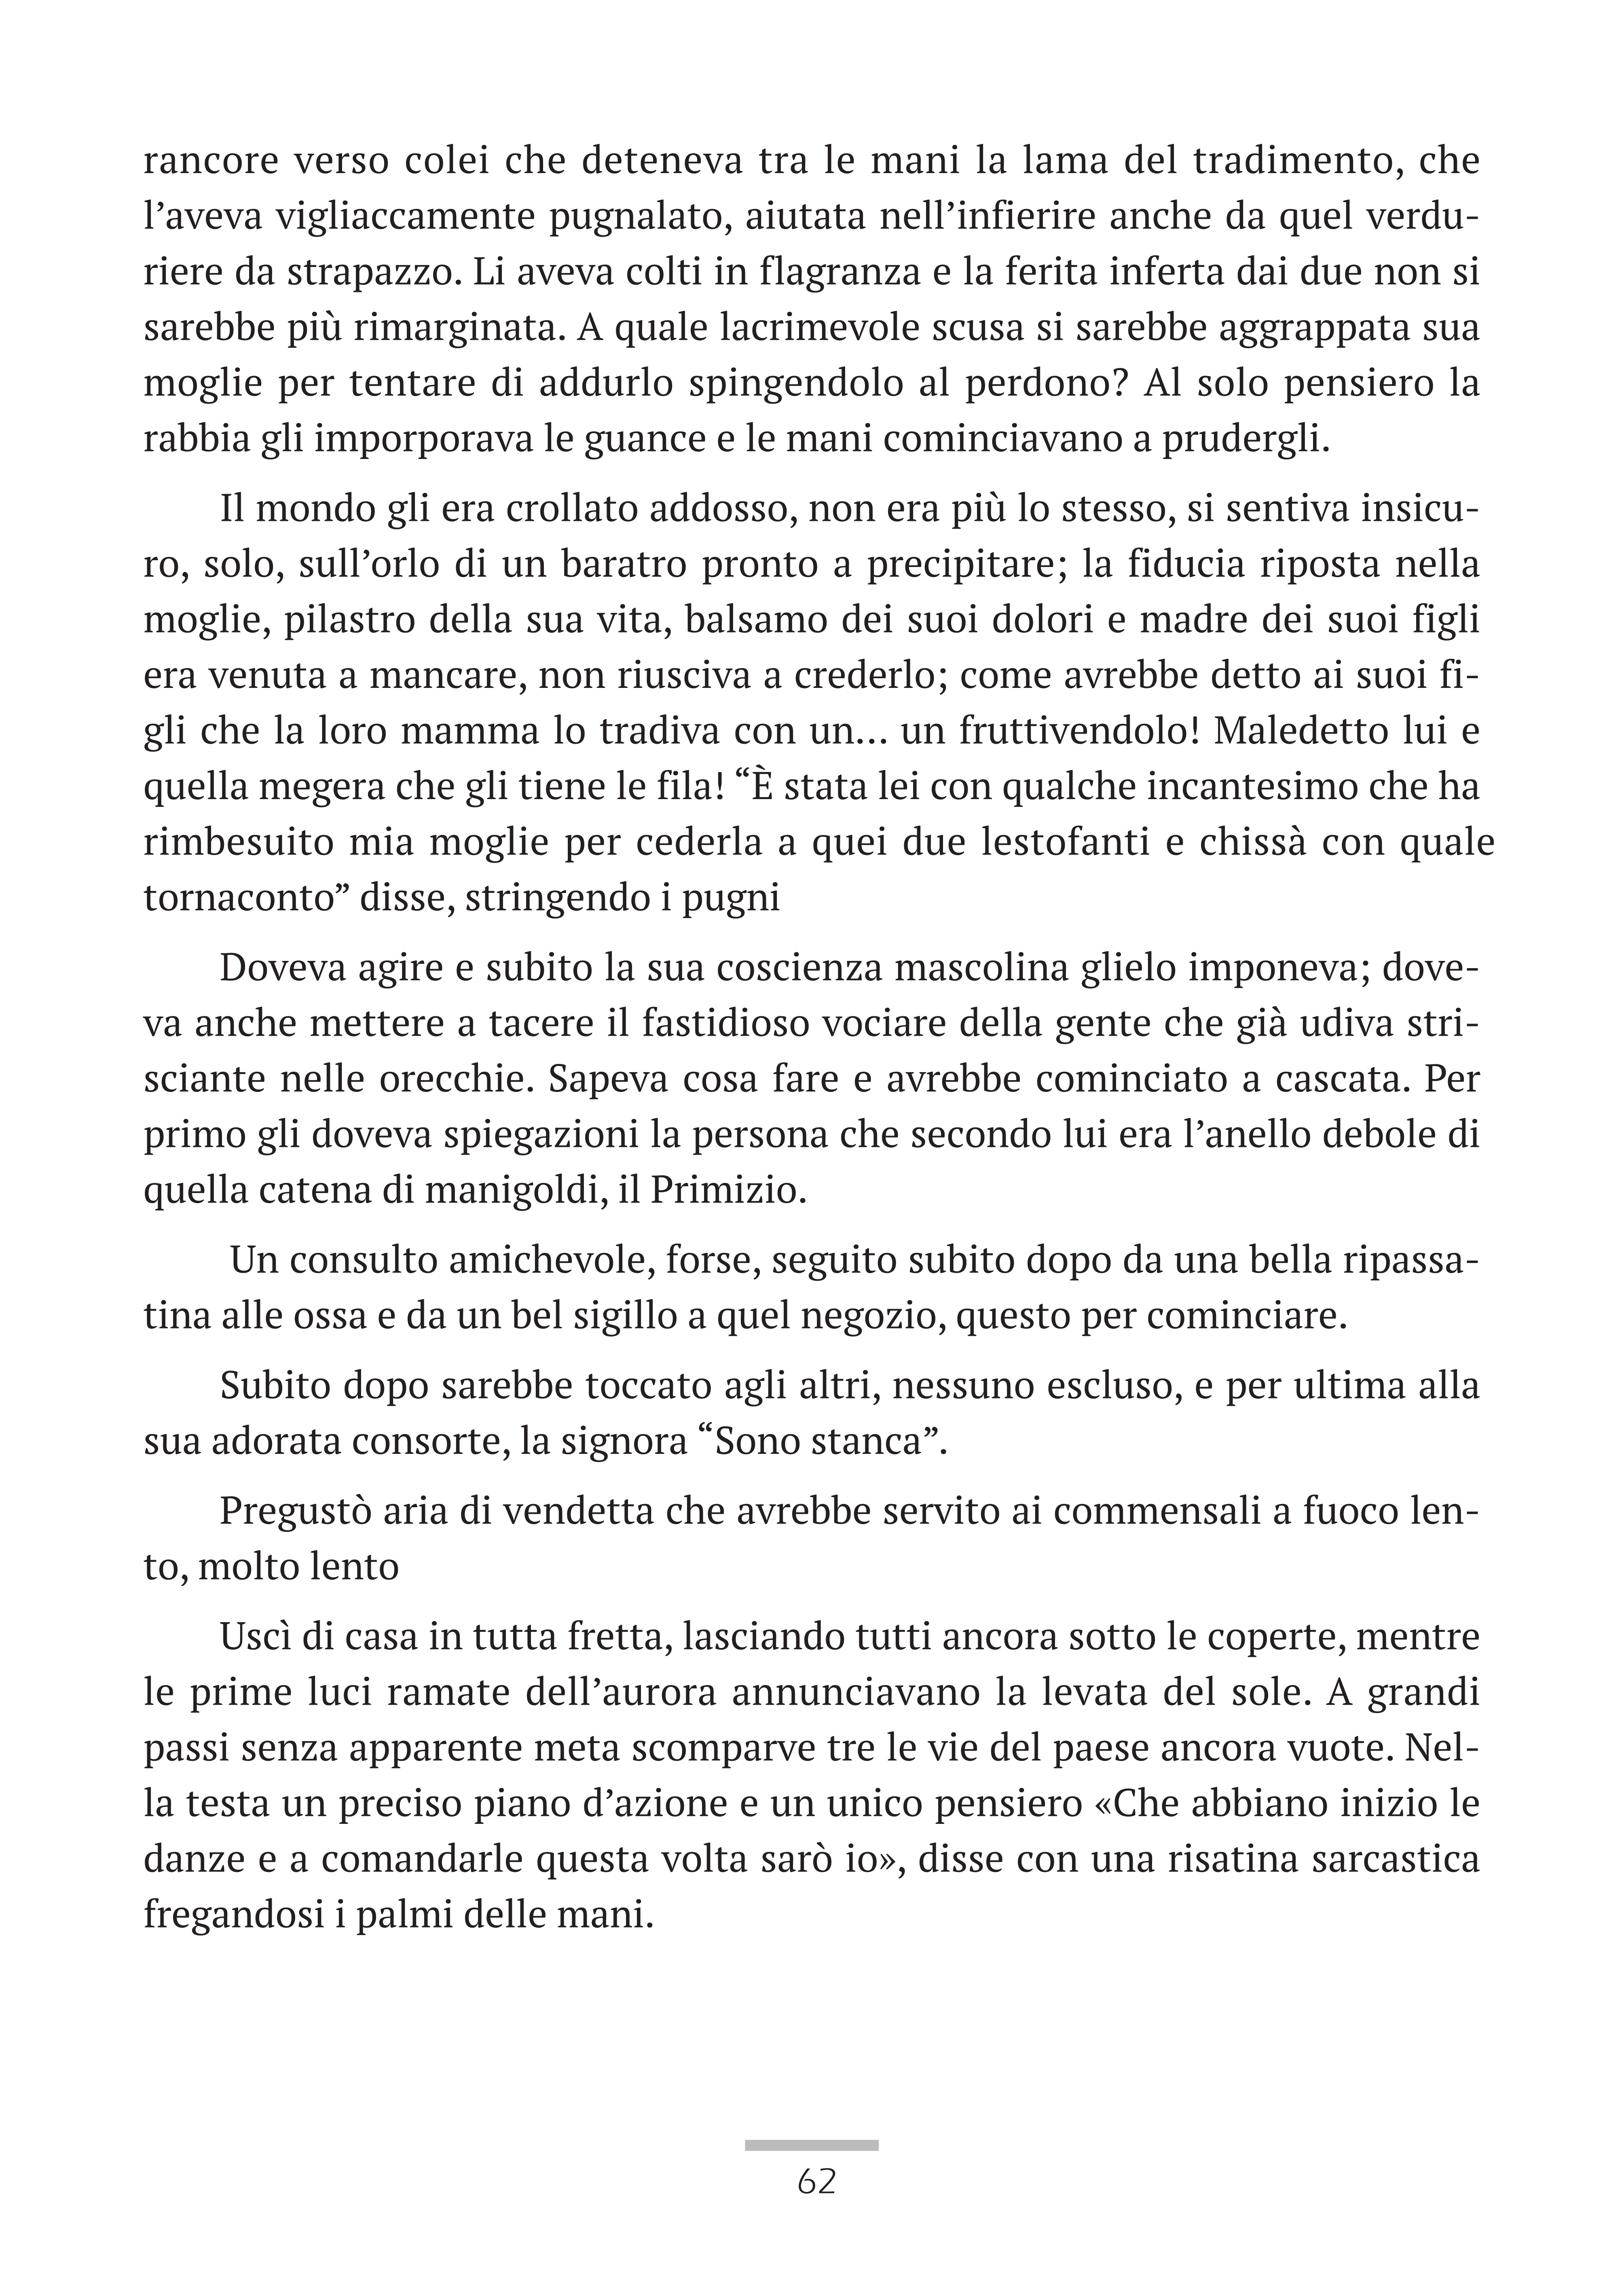 rancore verso colei che deteneva tra le mani la lama del tradimento, che
l’aveva vigliaccamente pugnalato, aiutata nell’infierire anche da quel verdu-
riere da strapazzo. Li aveva colti in flagranza e la ferita inferta dai due non si
sarebbe più rimarginata. A quale lacrimevole scusa si sarebbe aggrappata sua
moglie per tentare di addurlo spingendolo al perdono? Al solo pensiero la
rabbia gli imporporava le guance e le mani cominciavano a prudergli.
Il mondo gli era crollato addosso, non era più lo stesso, si sentiva insicu-
ro, solo, sull’orlo di un baratro pronto a precipitare; la fiducia riposta nella
moglie, pilastro della sua vita, balsamo dei suoi dolori e madre dei suoi figli
era venuta a mancare, non riusciva a crederlo; come avrebbe detto ai suoi fi-
gli che la loro mamma lo tradiva con un… un fruttivendolo! Maledetto lui e
quella megera che gli tiene le fila! “È stata lei con qualche incantesimo che ha
rimbesuito mia moglie per cederla a quei due lestofanti e chissà con quale
tornaconto” disse, stringendo i pugni
Doveva agire e subito la sua coscienza mascolina glielo imponeva; dove-
va anche mettere a tacere il fastidioso vociare della gente che già udiva stri-
sciante nelle orecchie. Sapeva cosa fare e avrebbe cominciato a cascata. Per
primo gli doveva spiegazioni la persona che secondo lui era l’anello debole di
quella catena di manigoldi, il Primizio.
Un consulto amichevole, forse, seguito subito dopo da una bella ripassa-
tina alle ossa e da un bel sigillo a quel negozio, questo per cominciare.
Subito dopo sarebbe toccato agli altri, nessuno escluso, e per ultima alla
sua adorata consorte, la signora “Sono stanca”.
Pregustò aria di vendetta che avrebbe servito ai commensali a fuoco len-
to, molto lento
Uscì di casa in tutta fretta, lasciando tutti ancora sotto le coperte, mentre
le prime luci ramate dell’aurora annunciavano la levata del sole. A grandi
passi senza apparente meta scomparve tre le vie del paese ancora vuote. Nel-
la testa un preciso piano d’azione e un unico pensiero «Che abbiano inizio le
danze e a comandarle questa volta sarò io», disse con una risatina sarcastica
fregandosi i palmi delle mani.
62